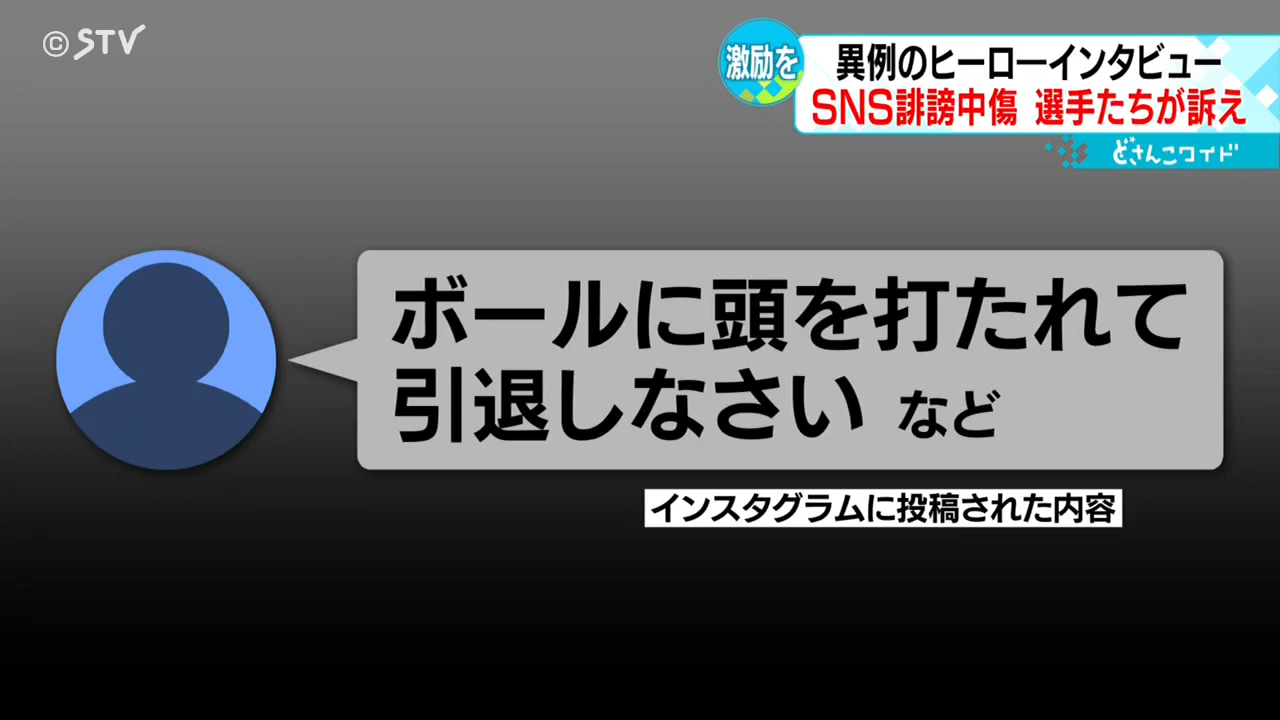 © STV
激励を
異例のヒーローインタビュー
SNS誹謗中傷 選手たちが訴え
どさんこワイド
ボールに頭を打たれて
引退しなさい など
インスタグラムに投稿された内容